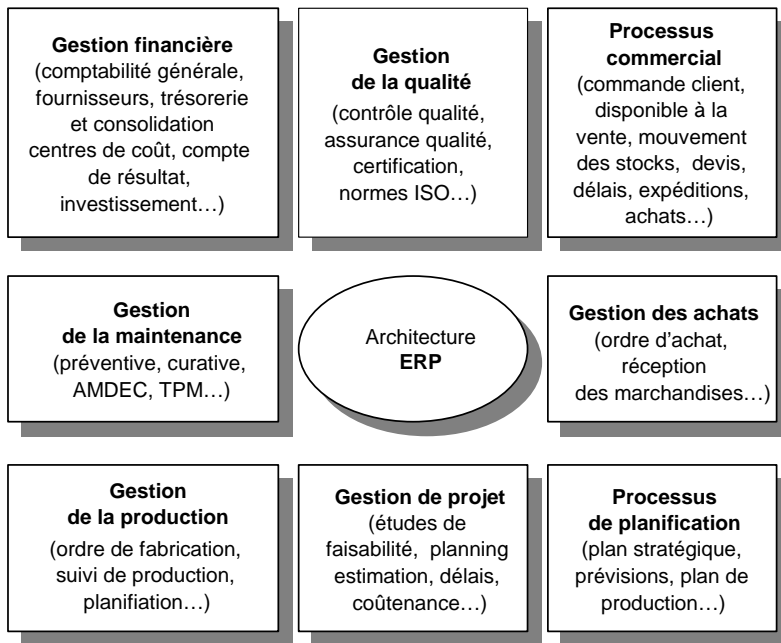 Gestion financière
(comptabilité générale,
fournisseurs, trésorerie
et consolidation
centres de coût, compte
de résultat,
investissement…)
Gestion
de la qualité
(contrôle qualité,
assurance qualité,
certification,
normes ISO…)
Processus
commercial
(commande client,
disponible à la
vente, mouvement
des stocks, devis,
délais, expéditions,
achats…)
Gestion
de la maintenance
(préventive, curative,
AMDEC, TPM…)
Architecture
ERP
Gestion des achats
(ordre d'achat,
réception
des marchandises…)
Gestion
de la production
(ordre de fabrication,
suivi de production,
planifiation…)
Gestion de projet
(études de
faisabilité, planning
estimation, délais,
coûtenance…)
Processus
de planification
(plan stratégique,
prévisions, plan de
production…)